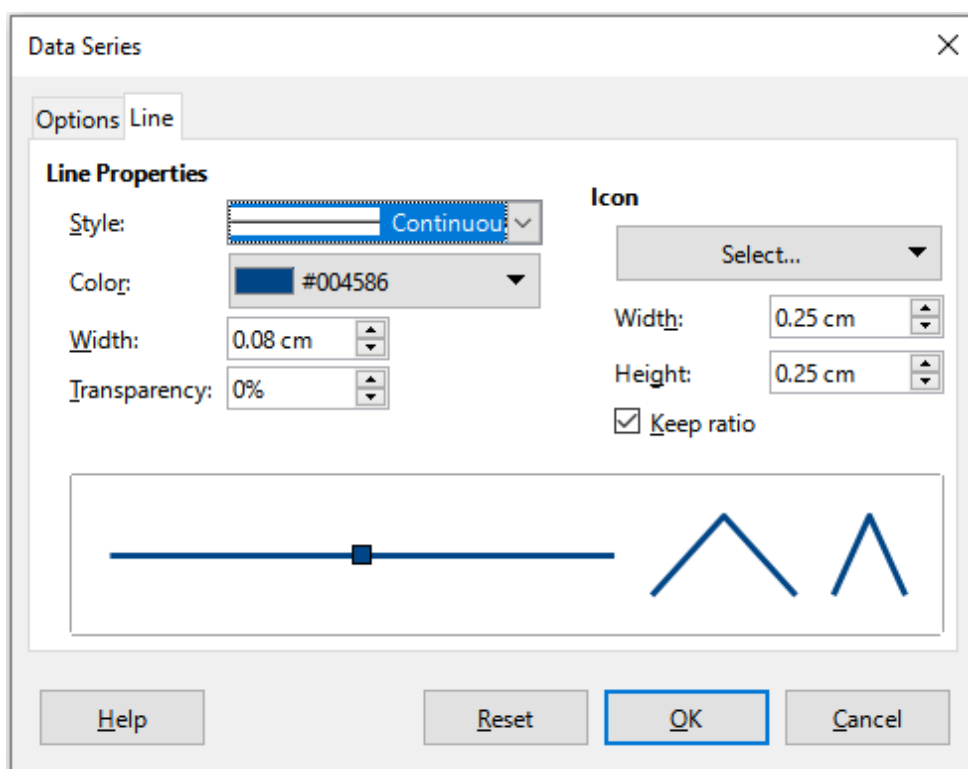 Data Series
Options Line
Line Properties
Style: Continuou
Color: #004586
Width: 0.08 cm
Transparency: 0%
Icon
Select...
Width: 0.25 cm
Height: 0.25 cm
Keep ratio
Help Reset OK Cancel